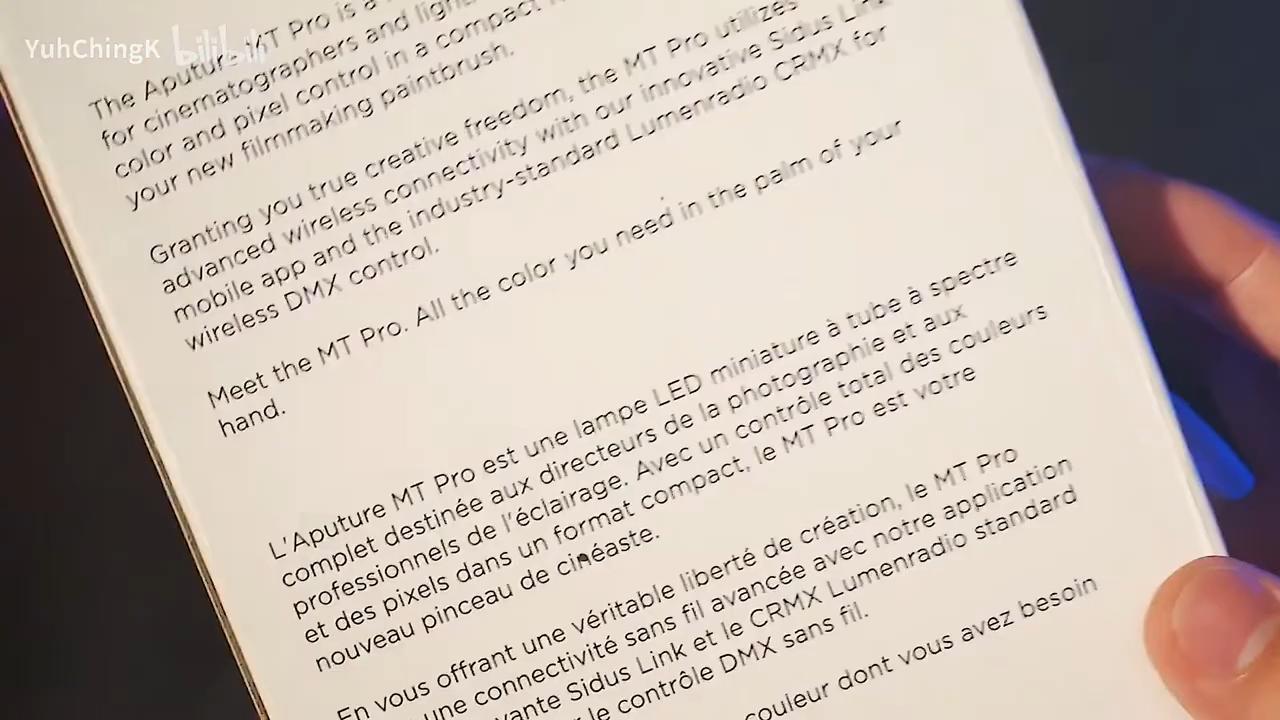 YuhChingK bilibili
The Aputure MT Pro is a
for cinematographers and
color and pixel control in a compact
your new filmmaking paintbrush.
Granting you true creative freedom, the MT Pro utilizes
advanced wireless connectivity with our innovative Sidus Link
mobile app and the industry-standard Lumenradio CRMX for
wireless DMX control.
Meet the MT Pro. All the color you need in the palm of your
hand.
L'Aputure MT Pro est une lampe LED miniature à tube à spectre
complet destinée aux directeurs de la photographie et aux
professionnels de l'éclairage. Avec un contrôle total des couleurs
et des pixels dans un format compact, le MT Pro est votre
nouveau pinceau de cinéaste.
En vous offrant une véritable liberté de création, le MT Pro
une connectivité sans fil avancée avec notre application
Sidus Link et le CRMX Lumenradio standard
le contrôle DMX sans fil.
couleur dont vous avez besoin